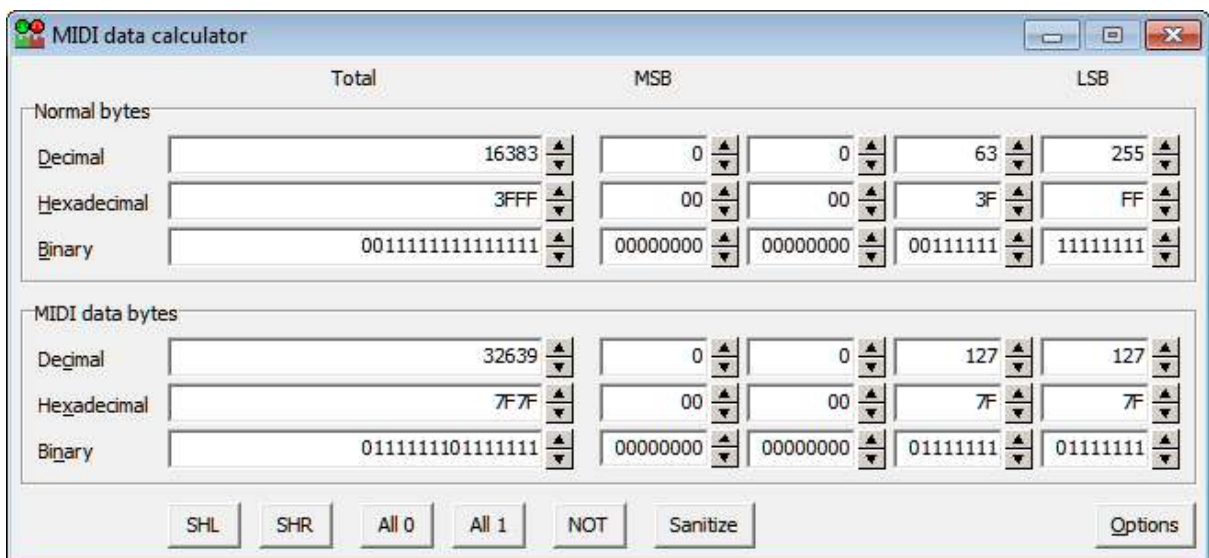 MIDI data calculator
Total MSB LSB
Normal bytes
Decimal 16383 0 0 63 255
Hexadecimal 3FFF 00 00 3F FF
Binary 0011111111111111 00000000 00000000 00111111 11111111
MIDI data bytes
Decimal 32639 0 0 127 127
Hexadecimal 7F7F 00 00 7F 7F
Binary 0111111101111111 00000000 00000000 01111111 01111111
SHL SHR All 0 All 1 NOT Sanitize Options